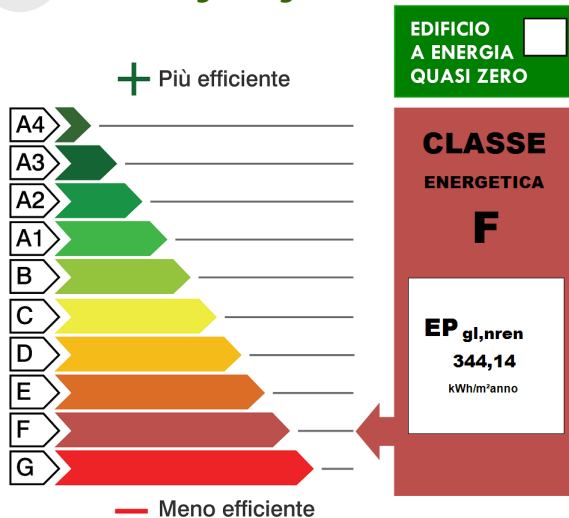 EDIFICIO
A ENERGIA
QUASI ZERO
Più efficiente
A4
A3
A2
A1
B
C
D
E
F
G
Meno efficiente
CLASSE
ENERGETICA
F
EP gl,nren
344,14
kWh/m²anno